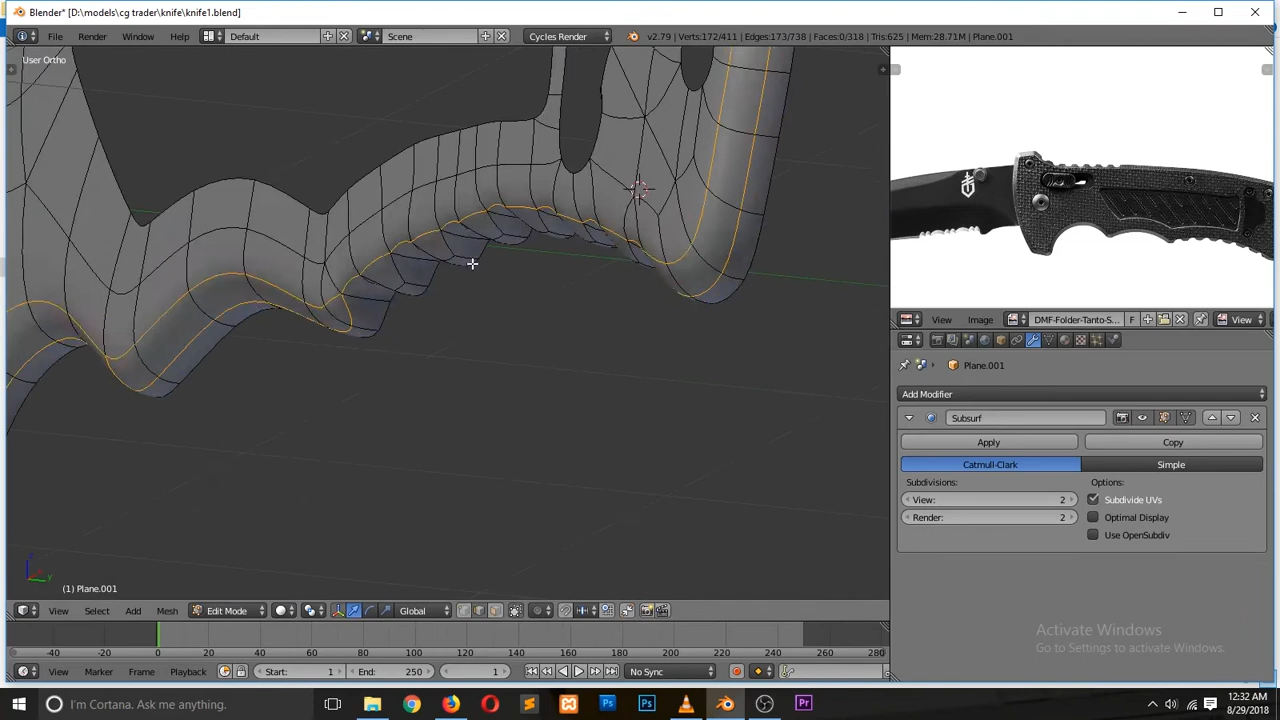 Blender* [D:\models\cg trader\knife\knife1.blend]
File Render Window Help Default Scene Cycles Render v2.79 | Verts:172/411 | Edges:173/738 | Faces:0/318 | Tris:625 | Mem:28.71M | Plane.001
User Ortho
View Image DMF-Folder-Tanto-S... F View
Plane.001
Add Modifier
Subsurf
Apply Copy
Catmull-Clark Simple
Subdivisions: Options:
View: 2 Subdivide UVs
Render: 2 Optimal Display
Use OpenSubdiv
(1) Plane.001
View Select Add Mesh Edit Mode Global
Activate Windows
Go to Settings to activate Windows.
-40 -20 0 20 40 60 80 100 120 140 160 180 200 220 240 260 280
View Marker Frame Playback Start: 1 End: 250 1 No Sync
I'm Cortana. Ask me anything.
12:32 AM
8/29/2018